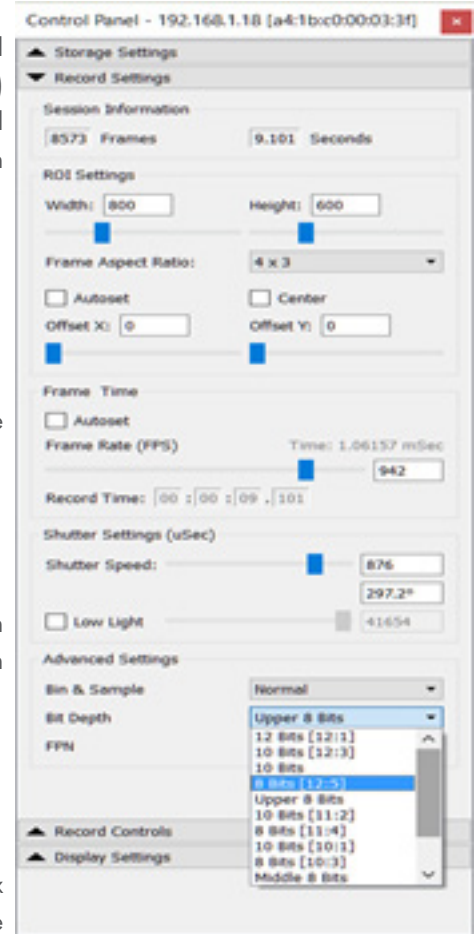 Control Panel - 192.168.1.18 [a4:1b:c0:00:03:3f]
Storage Settings
Record Settings
Session Information
8573 Frames 9.101 Seconds
ROI Settings
Width: 800 Height: 600
Frame Aspect Ratio: 4 x 3
Autoset Center
Offset X: 0 Offset Y: 0
Frame Time
Autoset
Frame Rate (FPS) Time: 1.06157 mSec
942
Record Time: 00 : 00 : 09 . 101
Shutter Settings (uSec)
Shutter Speed: 876
297.2º
Low Light 41654
Advanced Settings
Bin & Sample Normal
Bit Depth Upper 8 Bits
FPN
12 Bits [12:1]
10 Bits [12:3]
10 Bits
8 Bits [12:5]
Upper 8 Bits
10 Bits [11:2]
8 Bits [11:4]
10 Bits [10:1]
8 Bits [10:3]
Middle 8 Bits
Record Controls
Display Settings